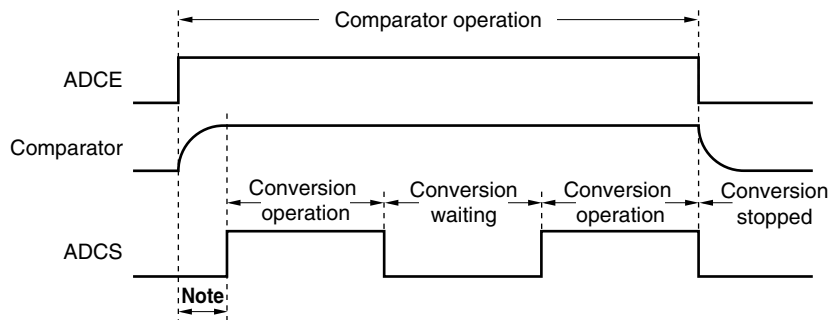 Comparator operation
ADCE
Comparator
Conversion
operation
Conversion
waiting
Conversion
operation
Conversion
stopped
ADCS
Note